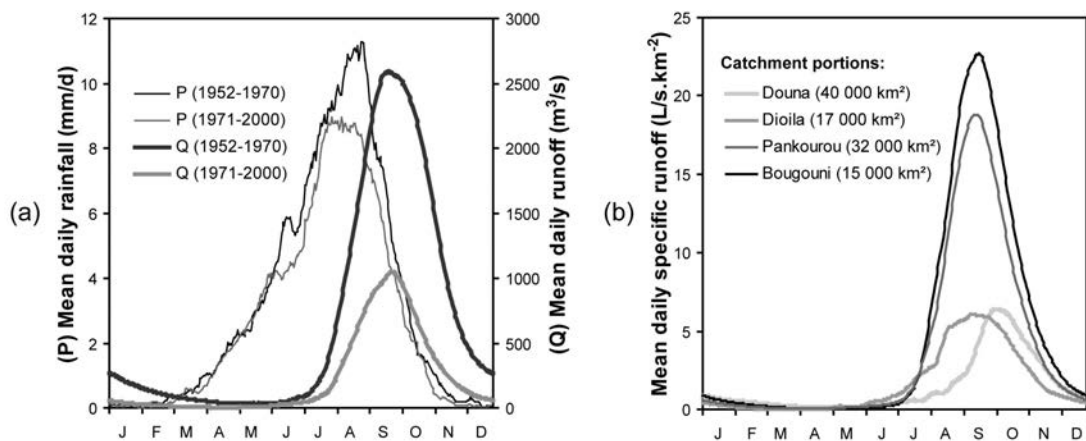 (a)
(P) Mean daily rainfall (mm/d)
12
10
8
6
4
2
0
P (1952-1970)
P (1971-2000)
Q (1952-1970)
Q (1971-2000)
3000
2500
2000
1500
1000
500
0
(Q) Mean daily runoff (m³/s)
J F M A M J J A S O N D
(b)
Mean daily specific runoff (L/s.km⁻²)
25
20
15
10
5
0
Catchment portions:
Douna (40 000 km²)
Dioila (17 000 km²)
Pankourou (32 000 km²)
Bougouni (15 000 km²)
J F M A M J J A S O N D